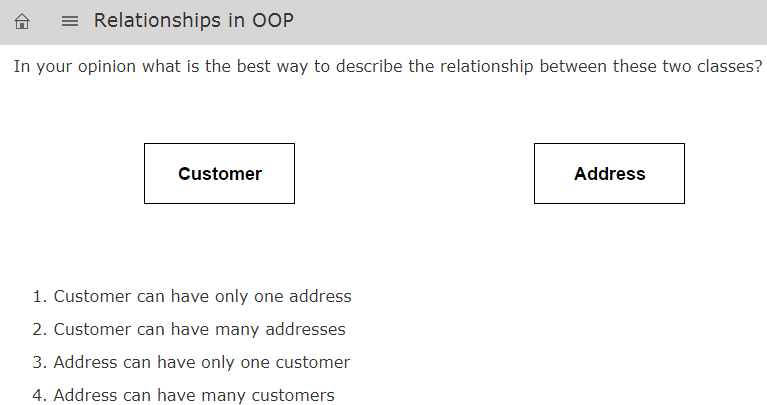 Relationships in OOP
In your opinion what is the best way to describe the relationship between these two classes?
Customer
Address
1. Customer can have only one address
2. Customer can have many addresses
3. Address can have only one customer
4. Address can have many customers